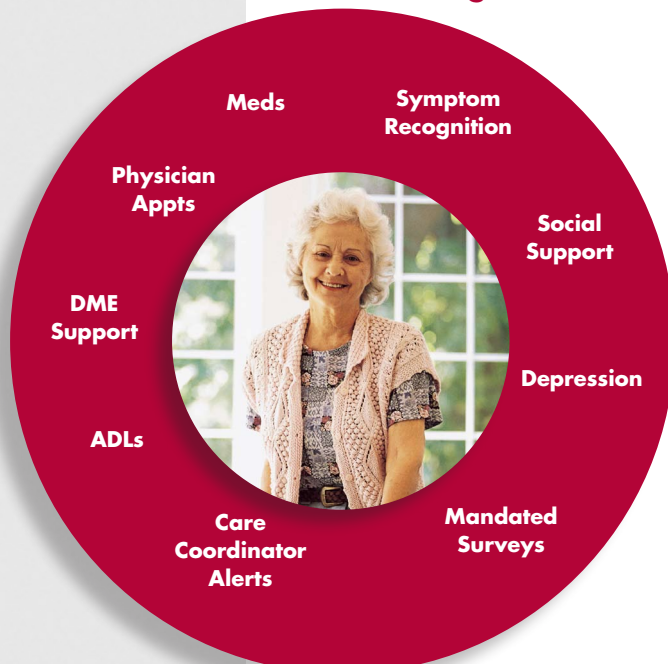 Meds
Symptom
Recognition
Social
Support
Depression
Mandated
Surveys
Care
Coordinator
Alerts
ADLs
DME
Support
Physician
Appts